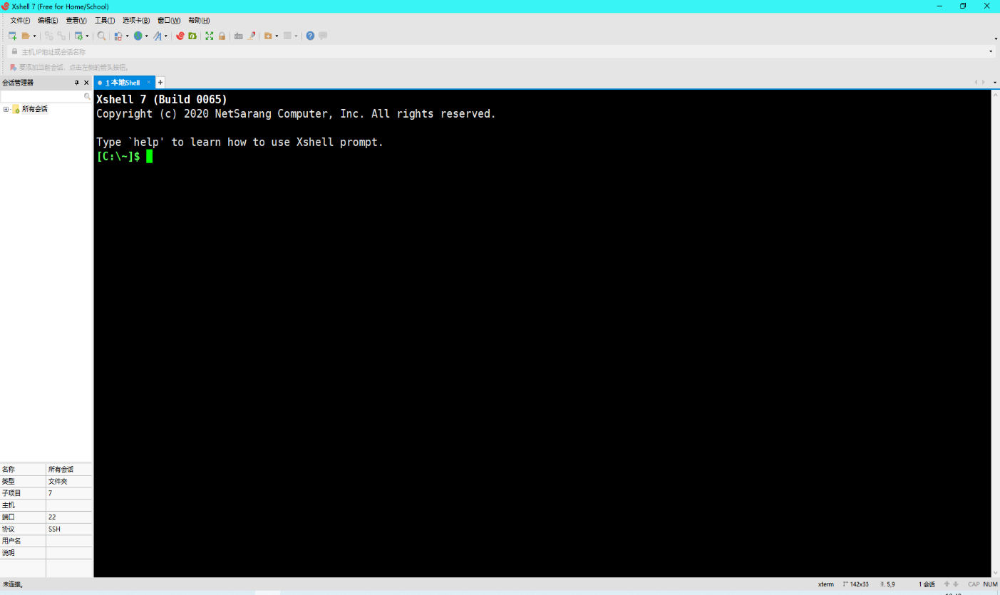 Xshell 7 (Free for Home/School)
文件(F) 编辑(E) 查看(V) 工具(T) 选项卡(B) 窗口(W) 帮助(H)
主机,IP地址或会话名称
要添加当前会话，点击左侧的箭头按钮。
会话管理器
1 本地Shell
所有会话
Xshell 7 (Build 0065)
Copyright (c) 2020 NetSarang Computer, Inc. All rights reserved.
Type `help' to learn how to use Xshell prompt.
[C:\~]$
名称 所有会话
类型 文件夹
子项目 7
主机
端口 22
协议 SSH
用户名
说明
未连接。 xterm 142x33 5,9 1 会话 CAP NUM